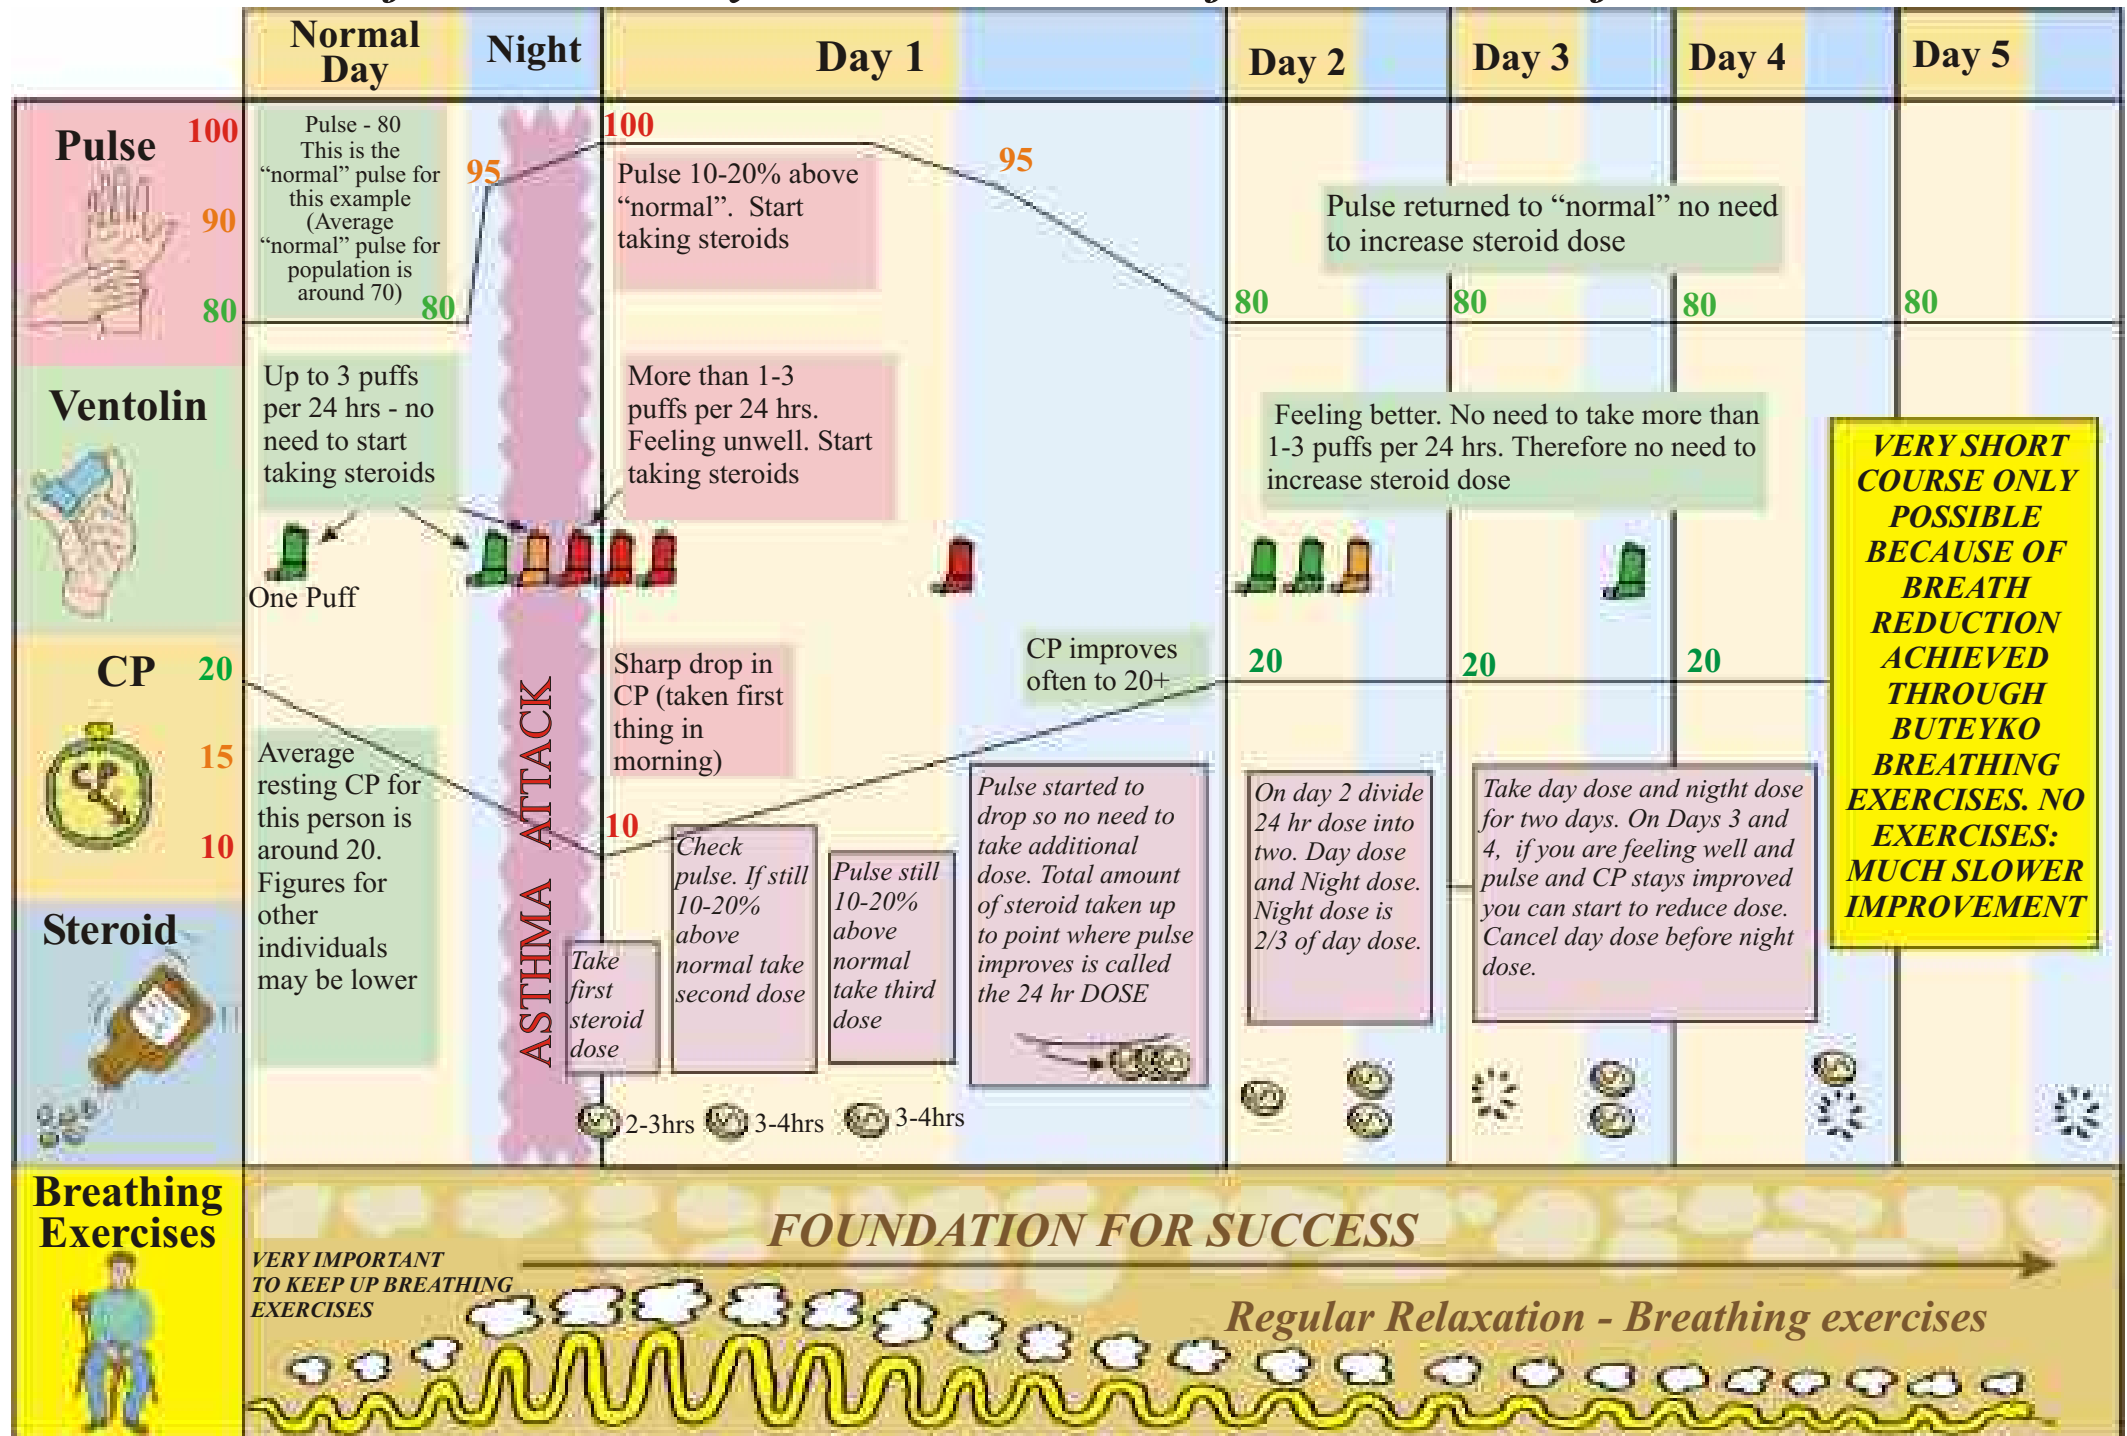 Normal
Day
Night
Day 1
Day 2
Day 3
Day 4
Day 5
Pulse
100
90
80
Pulse - 80
This is the
“normal” pulse for
this example
(Average
“normal” pulse for
population is
around 70)
80
95
100
Pulse 10-20% above
“normal”. Start
taking steroids
95
Pulse returned to “normal” no need
to increase steroid dose
80
80
80
80
Ventolin
Up to 3 puffs
per 24 hrs - no
need to start
taking steroids
One Puff
More than 1-3
puffs per 24 hrs.
Feeling unwell. Start
taking steroids
Feeling better. No need to take more than
1-3 puffs per 24 hrs. Therefore no need to
increase steroid dose
VERY SHORT
COURSE ONLY
POSSIBLE
BECAUSE OF
BREATH
REDUCTION
ACHIEVED
THROUGH
BUTEYKO
BREATHING
EXERCISES. NO
EXERCISES:
MUCH SLOWER
IMPROVEMENT
CP
20
15
10
CP
Average
resting CP for
this person is
around 20.
Figures for
other
individuals
may be lower
ASTHMA ATTACK
Sharp drop in
CP (taken first
thing in
morning)
10
CP improves
often to 20+
20
20
20
Steroid
Take
first
steroid
dose
Check
pulse. If still
10-20%
above
normal take
second dose
Pulse still
10-20%
above
normal
take third
dose
Pulse started to
drop so no need to
take additional
dose. Total amount
of steroid taken up
to point where pulse
improves is called
the 24 hr DOSE
On day 2 divide
24 hr dose into
two. Day dose
and Night dose.
Night dose is
2/3 of day dose.
Take day dose and nigtht dose
for two days. On Days 3 and
4, if you are feeling well and
pulse and CP stays improved
you can start to reduce dose.
Cancel day dose before night
dose.
2-3hrs
3-4hrs
3-4hrs
Breathing
Exercises
FOUNDATION FOR SUCCESS
VERY IMPORTANT
TO KEEP UP BREATHING
EXERCISES
Regular Relaxation - Breathing exercises